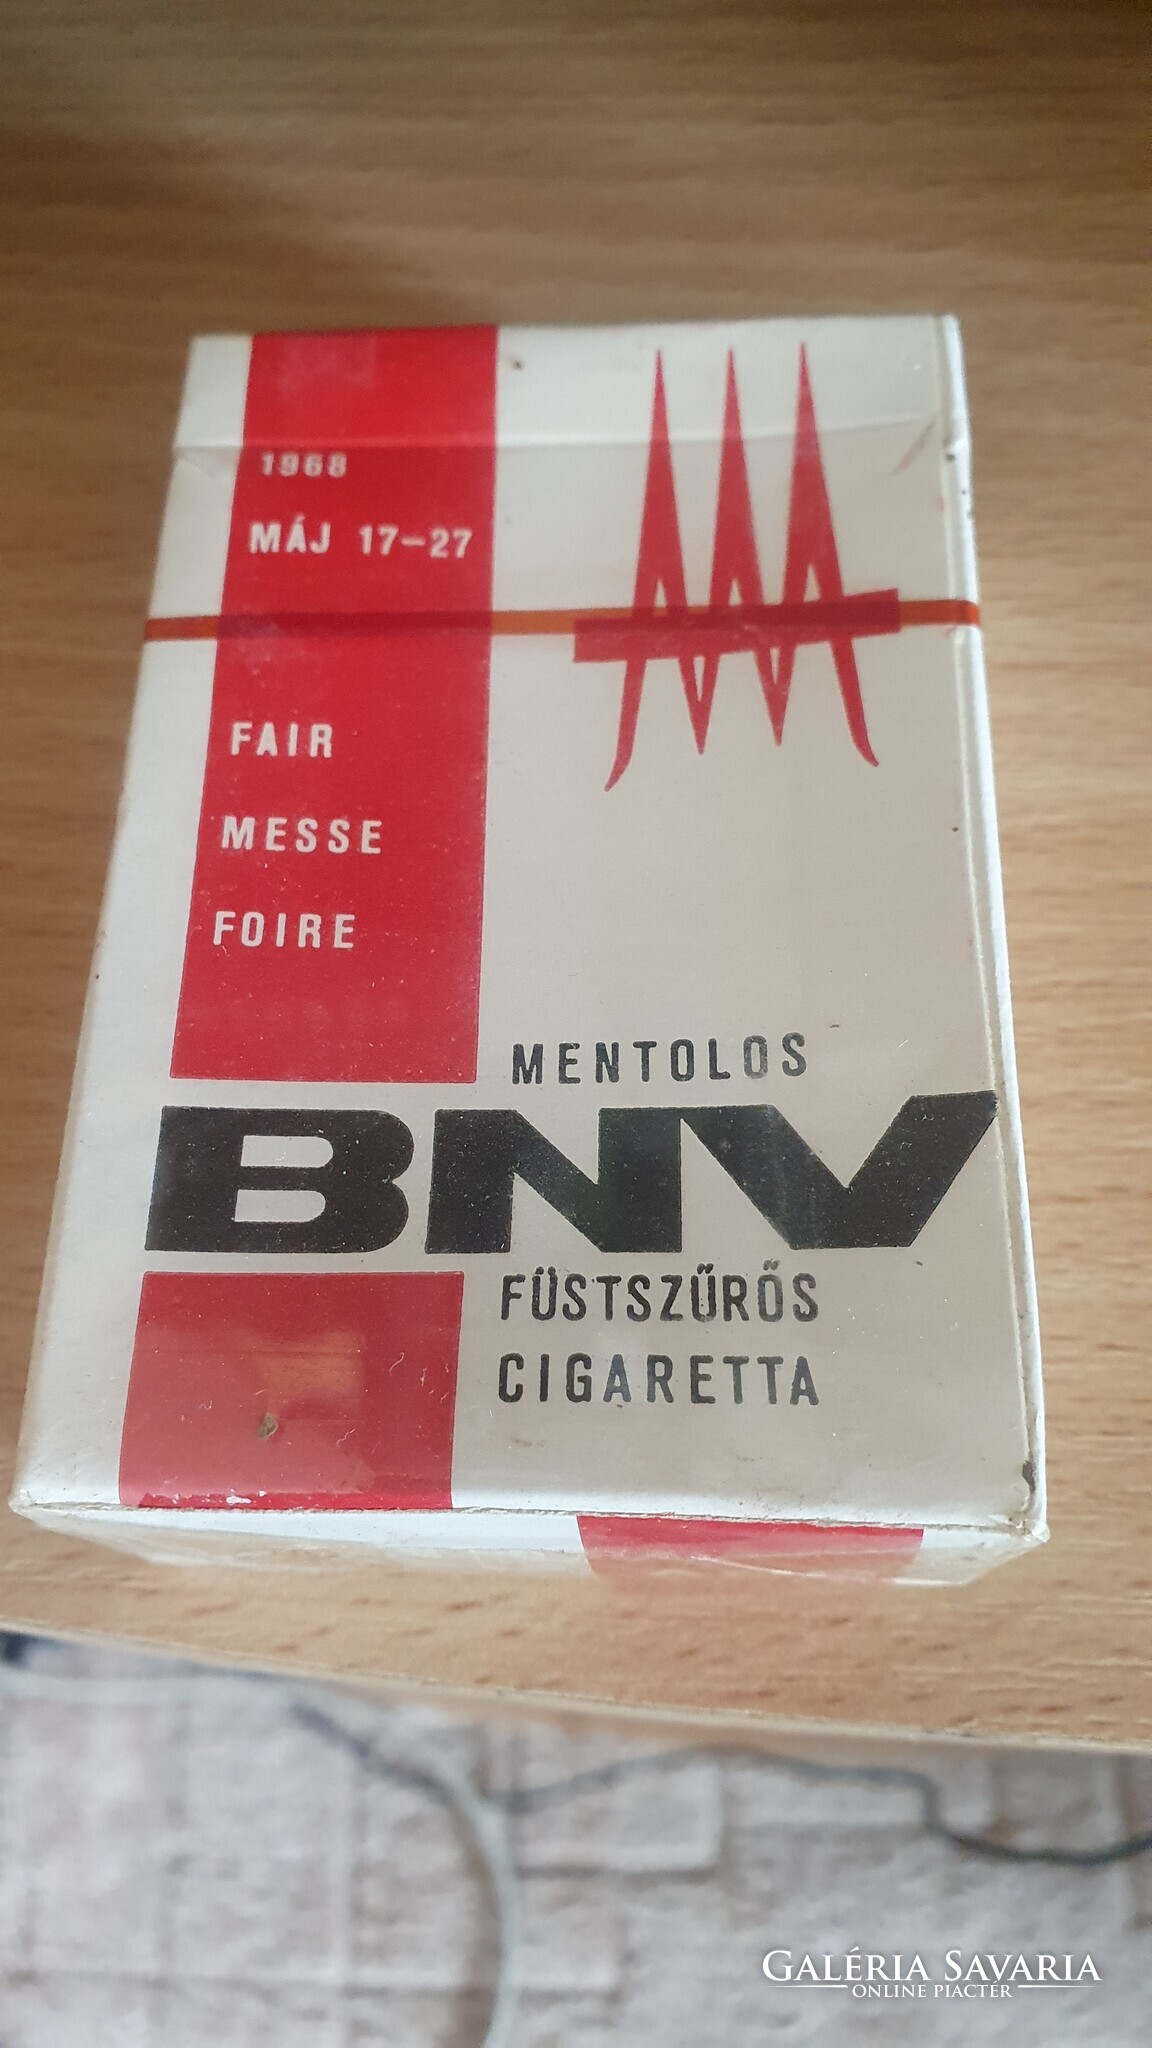 1968
MÁJ 17-27
FAIR
MESSE
FOIRE
MENTOLOS
BNV
FÜSTSZŰRŐS
CIGARETTA
GALÉRIA SAVARIA
ONLINE PIACTÉR